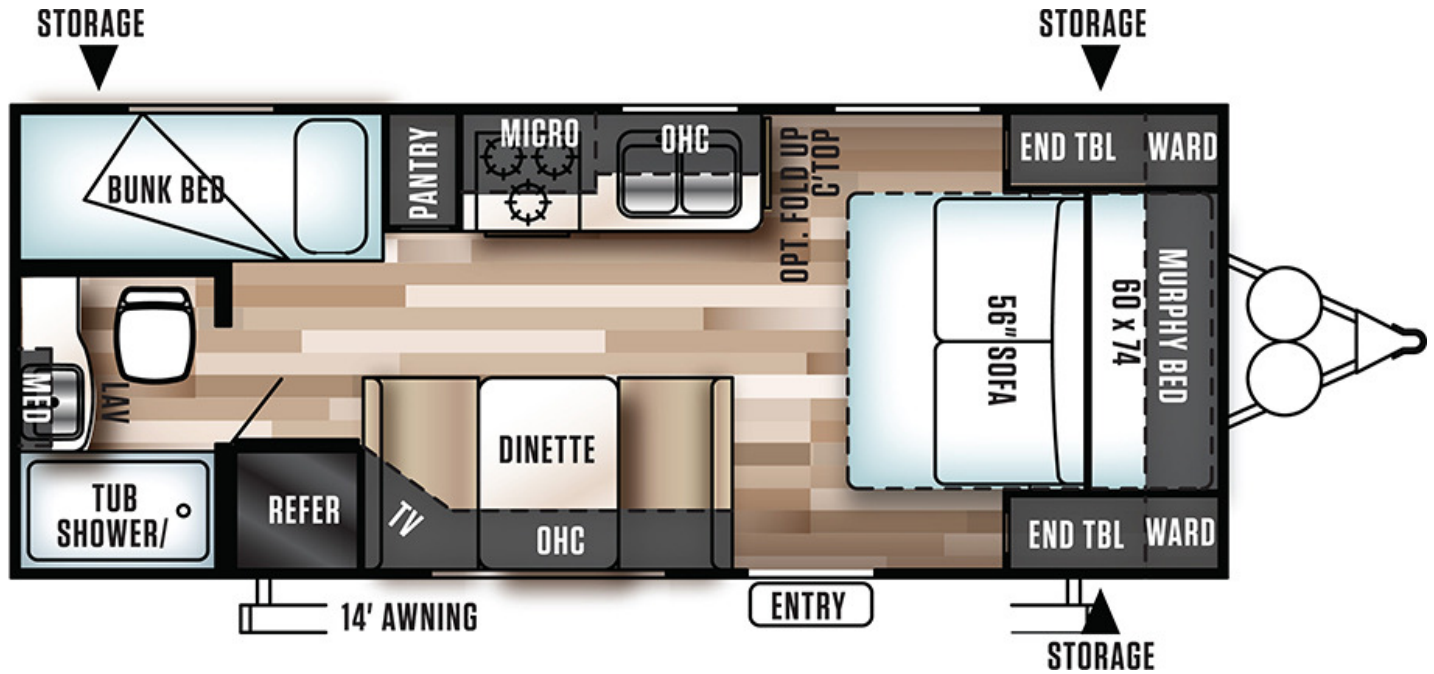 STORAGE
STORAGE
BUNK BED
PANTRY
MICRO
OHC
OPT. FOLD UP
C'TOP
END TBL
WARD
56" SOFA
60 x 74
MURPHY BED
MED
LAV
TUB
SHOWER/
REFER
TV
DINETTE
OHC
END TBL
WARD
14' AWNING
ENTRY
STORAGE